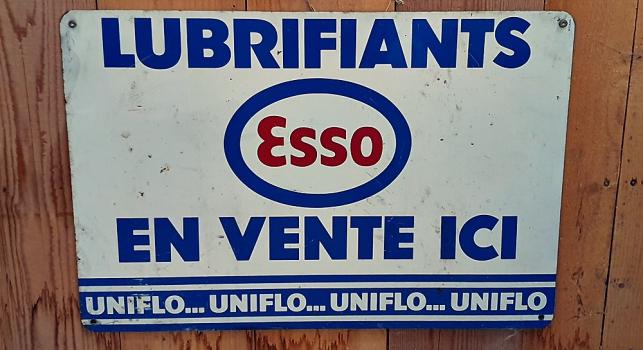 LUBRIFIANTS
Esso
EN VENTE ICI
UNIFLO... UNIFLO... UNIFLO... UNIFLO